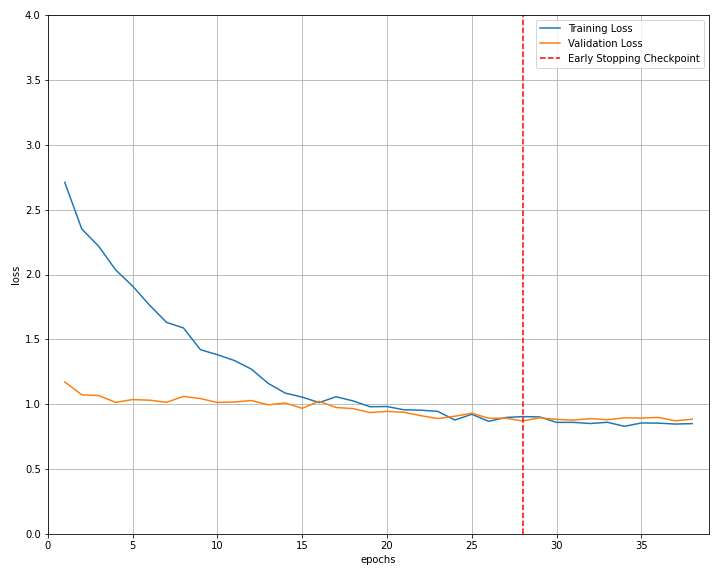 4.0
3.5
3.0
2.5
2.0
1.5
1.0
0.5
0.0
loss
Training Loss
Validation Loss
Early Stopping Checkpoint
0 5 10 15 20 25 30 35
epochs